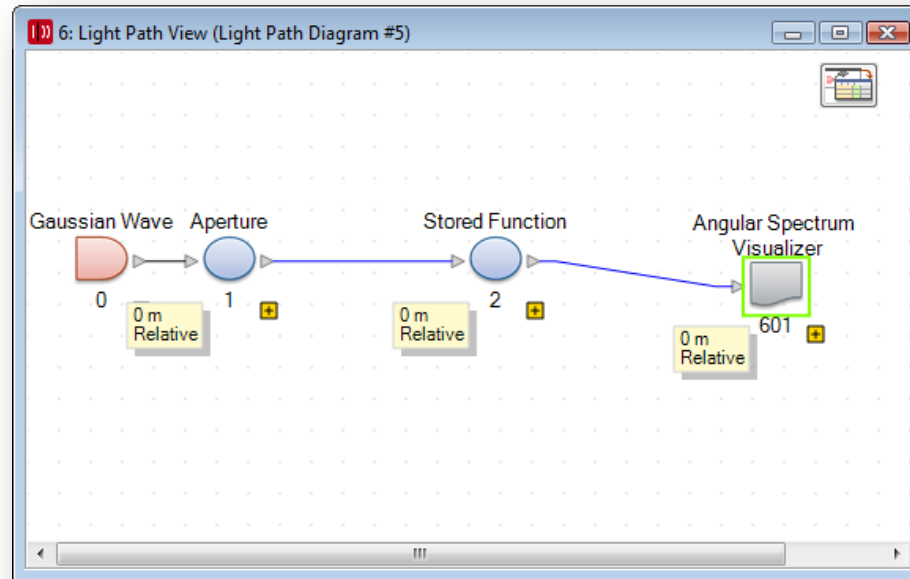 6: Light Path View (Light Path Diagram #5)
Gaussian Wave
Aperture
Stored Function
Angular Spectrum
Visualizer
0
1
2
601
0 m
Relative
0 m
Relative
0 m
Relative